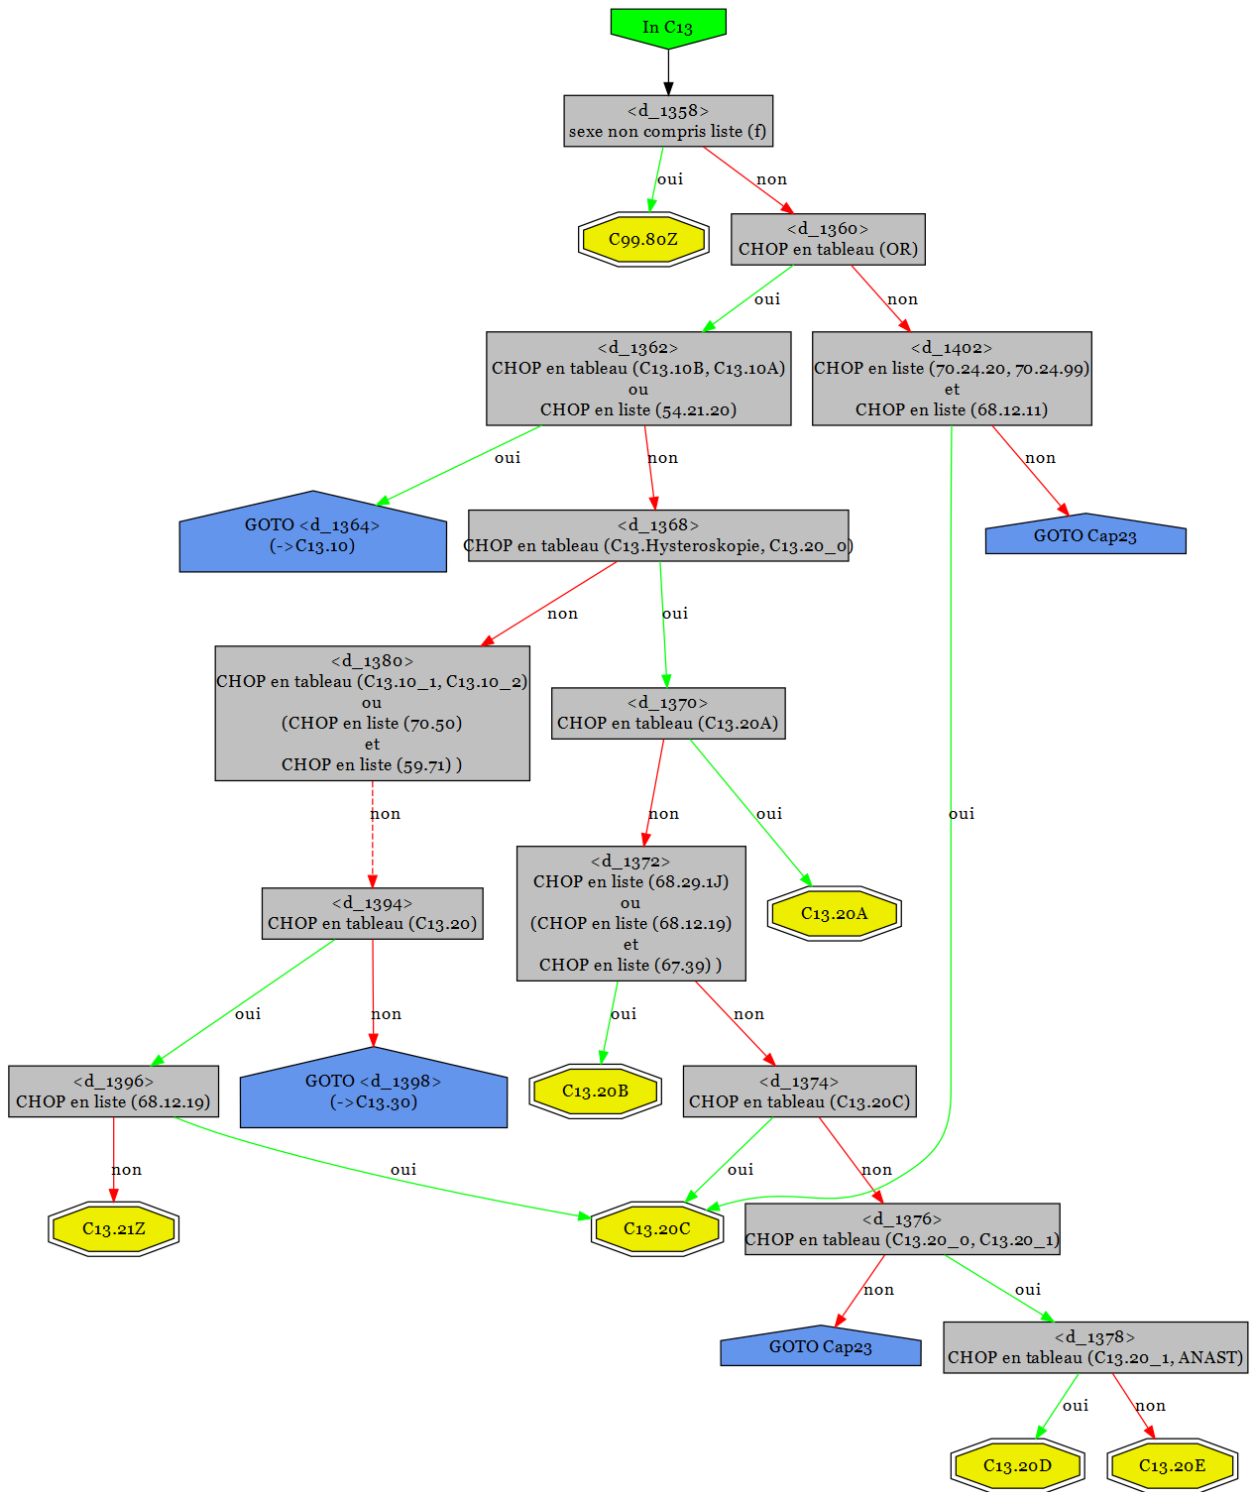 In C13
<d_1358>
sexe non compris liste (f)
oui
non
C99.80Z
<d_1360>
CHOP en tableau (OR)
oui
non
<d_1362>
CHOP en tableau (C13.10B, C13.10A)
ou
CHOP en liste (54.21.20)
<d_1402>
CHOP en liste (70.24.20, 70.24.99)
et
CHOP en liste (68.12.11)
oui
non
non
GOTO <d_1364>
(->C13.10)
<d_1368>
CHOP en tableau (C13.Hysteroskopie, C13.20_0)
GOTO Cap23
non
oui
<d_1380>
CHOP en tableau (C13.10_1, C13.10_2)
ou
(CHOP en liste (70.50)
et
CHOP en liste (59.71) )
<d_1370>
CHOP en tableau (C13.20A)
non
non
oui
oui
<d_1372>
CHOP en liste (68.29.1J)
ou
(CHOP en liste (68.12.19)
et
CHOP en liste (67.39) )
C13.20A
<d_1394>
CHOP en tableau (C13.20)
oui
non
oui
non
<d_1396>
CHOP en liste (68.12.19)
GOTO <d_1398>
(->C13.30)
C13.20B
<d_1374>
CHOP en tableau (C13.20C)
non
oui
oui
non
C13.21Z
C13.20C
<d_1376>
CHOP en tableau (C13.20_0, C13.20_1)
non
oui
GOTO Cap23
<d_1378>
CHOP en tableau (C13.20_1, ANAST)
oui
non
C13.20D
C13.20E